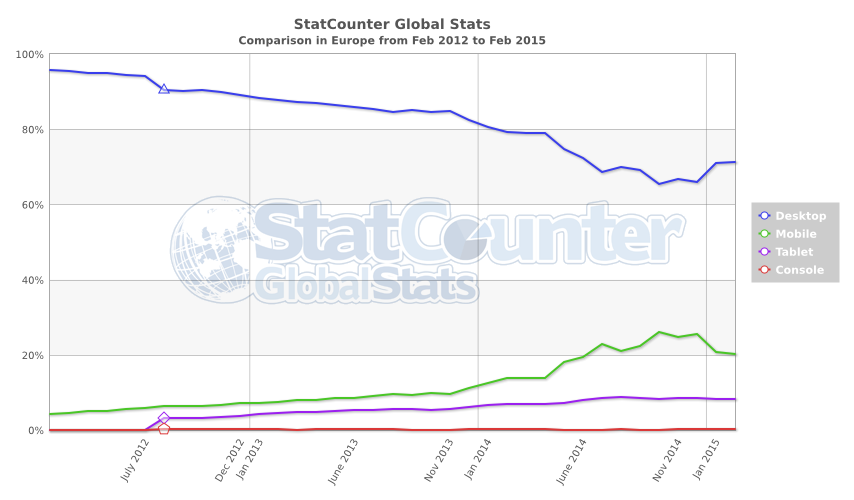 StatCounter Global Stats
Comparison in Europe from Feb 2012 to Feb 2015
100%
80%
60%
40%
20%
0%
StatCounter
GlobalStats
Desktop
Mobile
Tablet
Console
July 2012
Dec 2012
Jan 2013
June 2013
Nov 2013
Jan 2014
June 2014
Nov 2014
Jan 2015